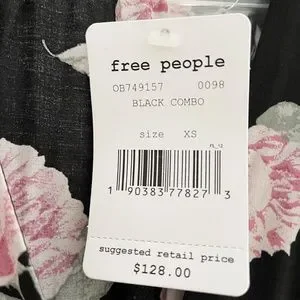 free people
OB749157 0098
BLACK COMBO
size XS
1 90383 77827 3
suggested retail price
$128.00